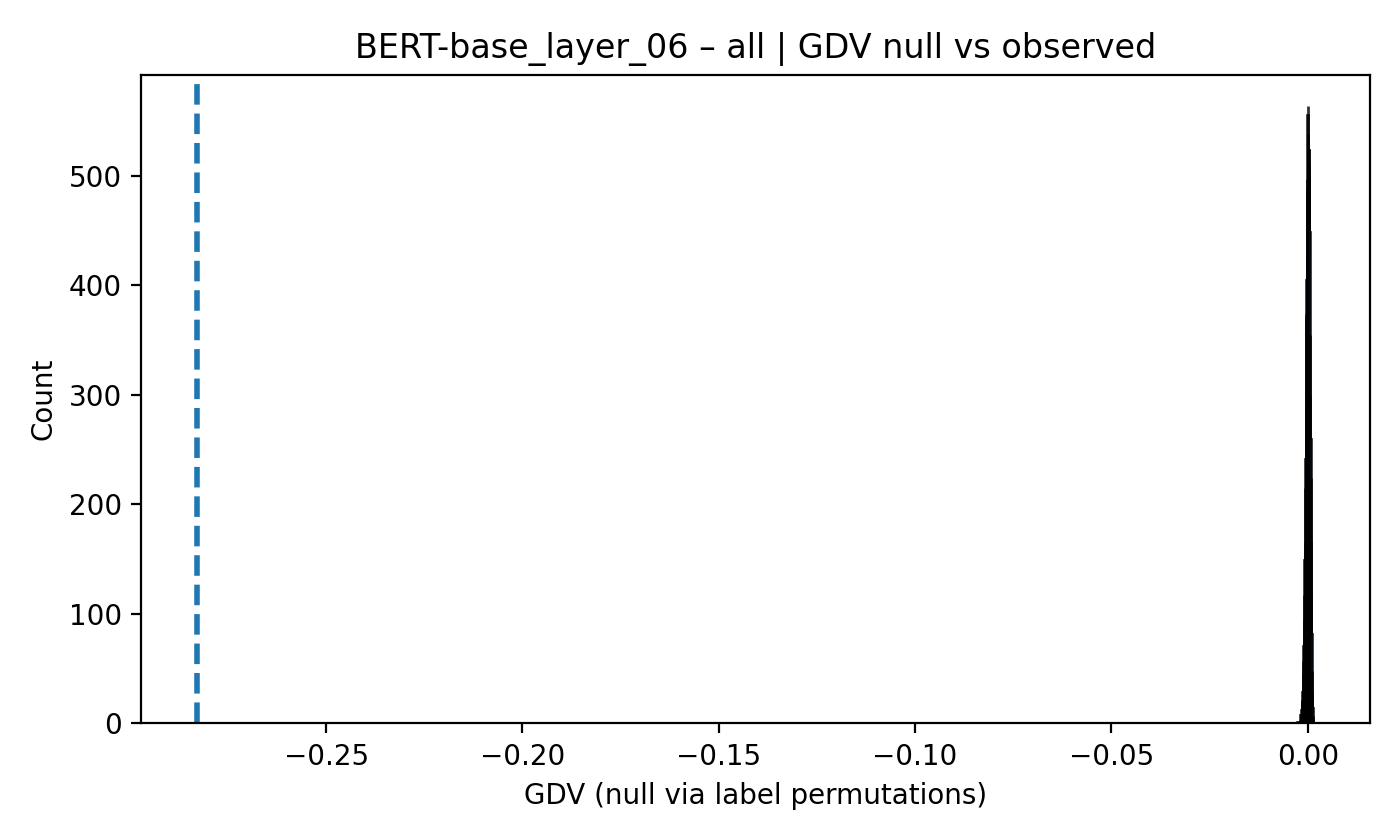 BERT-base_layer_06 – all | GDV null vs observed
Count
500
400
300
200
100
0
−0.25 −0.20 −0.15 −0.10 −0.05 0.00
GDV (null via label permutations)